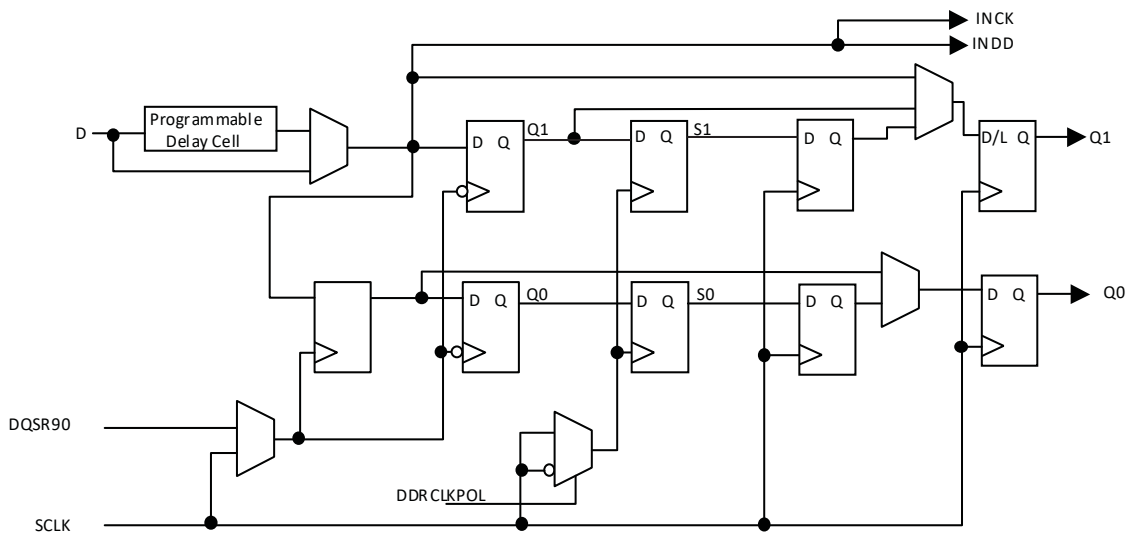 INCK
INDD
Programmable
Delay Cell
D
D Q
Q1
D Q
S1
D/L Q
Q1
D Q
Q0
D Q
S0
D Q
D Q
Q0
DQSR90
DDRCLKPOL
SCLK